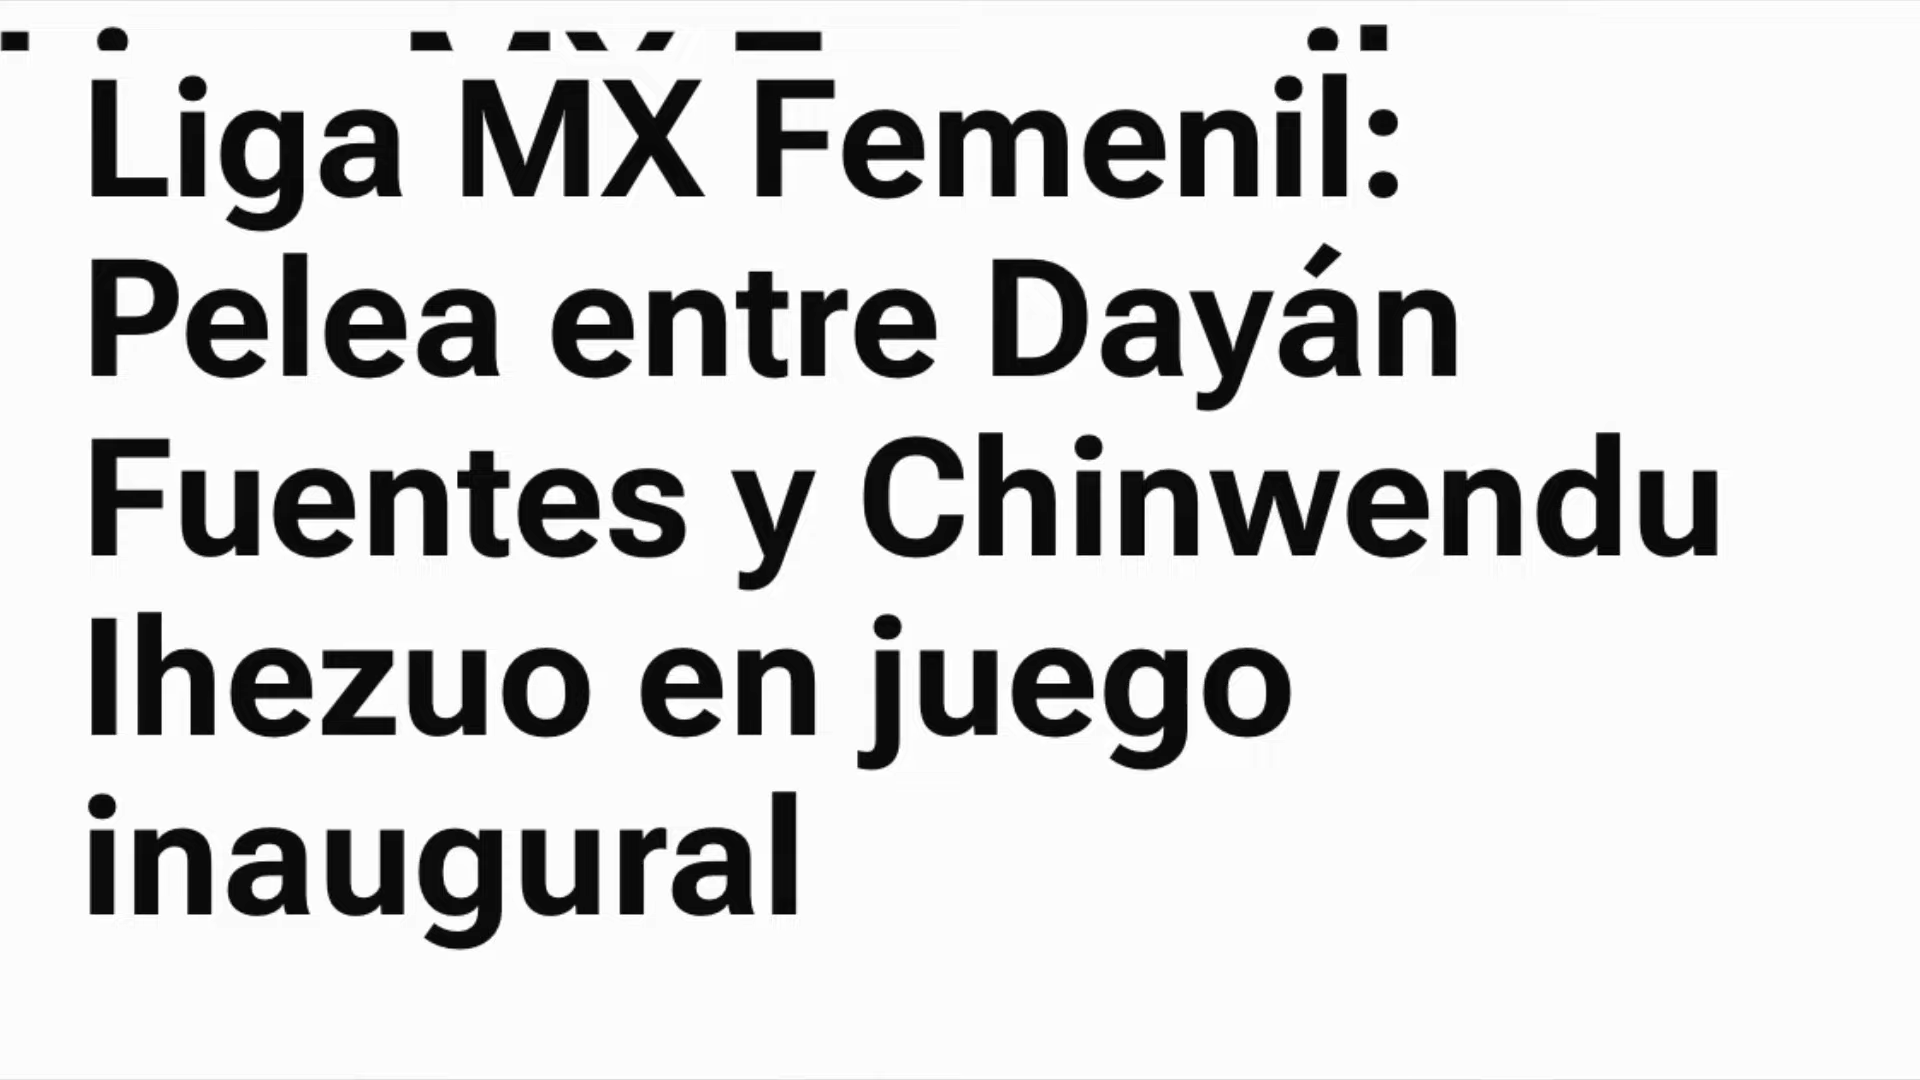 Liga MX Femenil:
Pelea entre Dayán
Fuentes y Chinwendu
Ihezuo en juego
inaugural